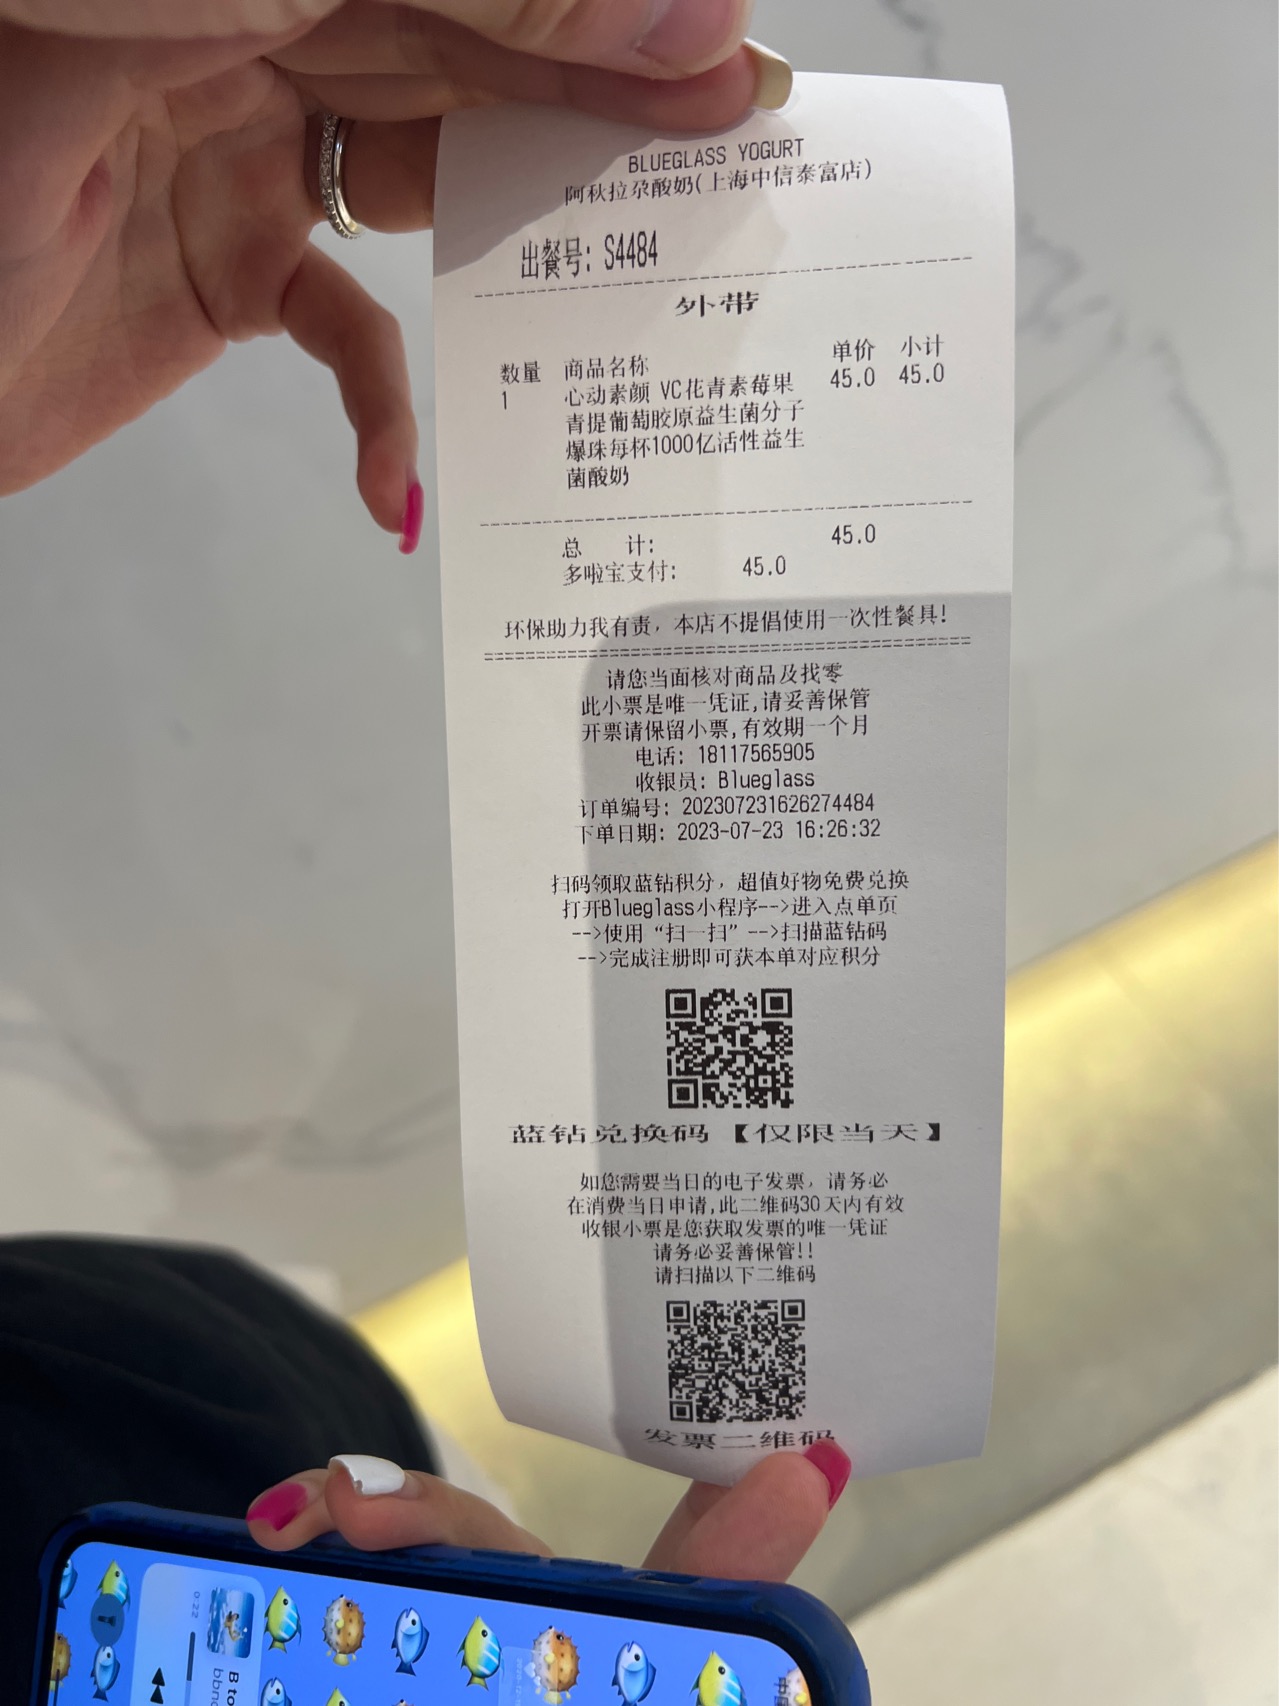 BLUEGLASS YOGURT
阿秋拉尕酸奶(上海中信泰富店)
出餐号: S4484
外带
数量 商品名称 单价 小计
1 心动素颜 VC花青素莓果 45.0 45.0
青提葡萄胶原益生菌分子
爆珠每杯1000亿活性益生
菌酸奶
总 计: 45.0
多啦宝支付: 45.0
环保助力我有责，本店不提倡使用一次性餐具!
请您当面核对商品及找零
此小票是唯一凭证,请妥善保管
开票请保留小票,有效期一个月
电话: 18117565905
收银员: Blueglass
订单编号: 202307231626274484
下单日期: 2023-07-23 16:26:32
扫码领取蓝钻积分，超值好物免费兑换
打开Blueglass小程序-->进入点单页
-->使用“扫一扫”-->扫描蓝钻码
-->完成注册即可获本单对应积分
蓝钻兑换码【仅限当天】
如您需要当日的电子发票，请务必
在消费当日申请,此二维码30天内有效
收银小票是您获取发票的唯一凭证
请务必妥善保管!!
请扫描以下二维码
发票二维码
0:22
B to
bbno